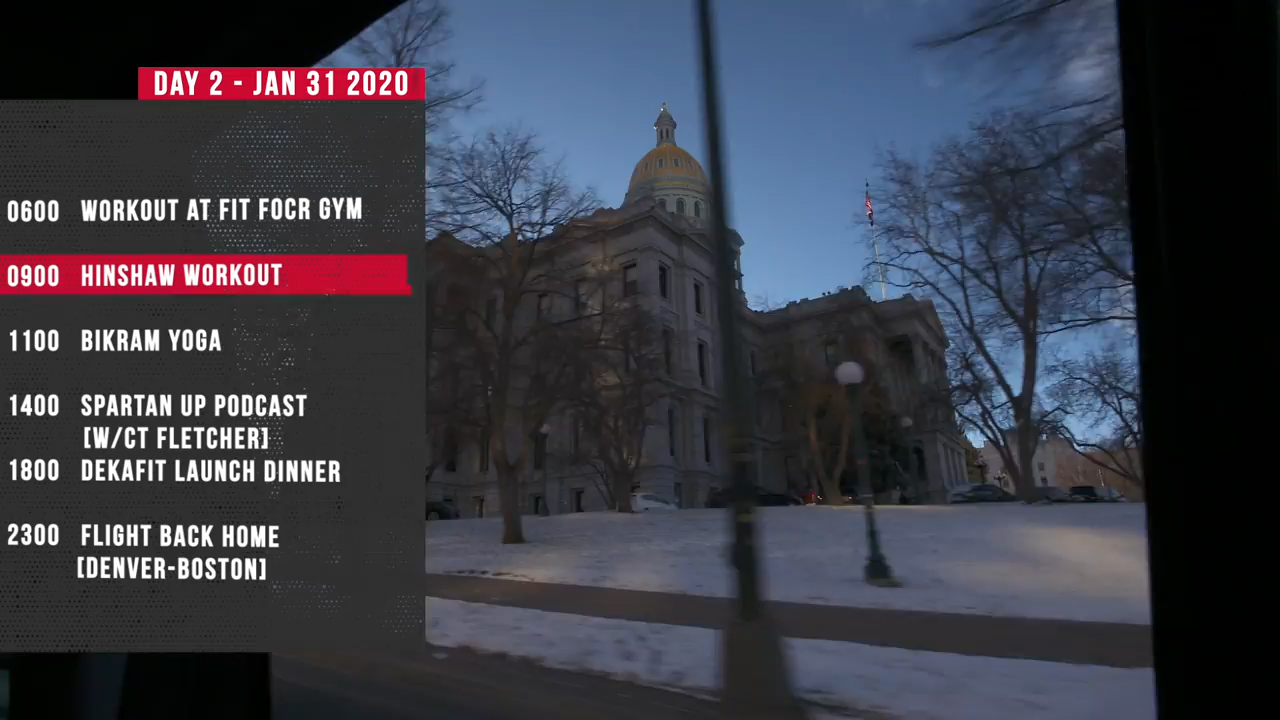 DAY 2 - JAN 31 2020
0600 WORKOUT AT FIT FOCR GYM
0900 HINSHAW WORKOUT
1100 BIKRAM YOGA
1400 SPARTAN UP PODCAST
[W/CT FLETCHER]
1800 DEKAFIT LAUNCH DINNER
2300 FLIGHT BACK HOME
[DENVER-BOSTON]